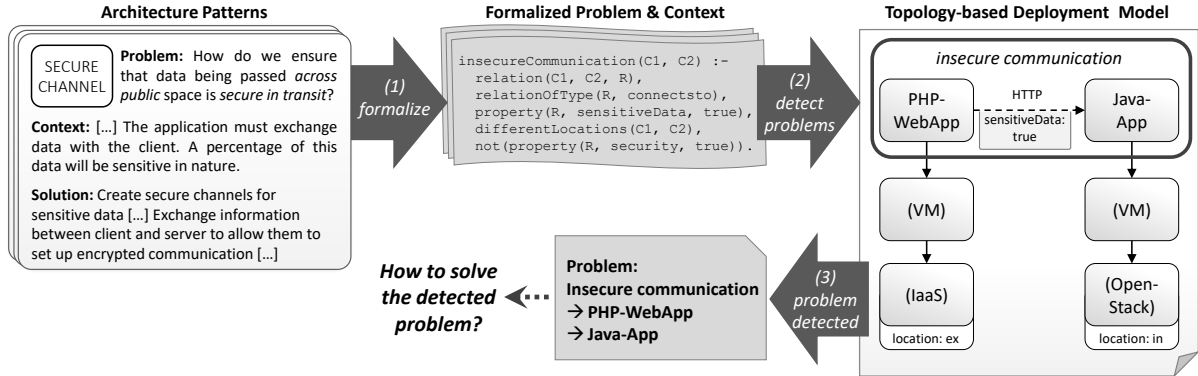 Architecture Patterns
SECURE
CHANNEL
Problem: How do we ensure
that data being passed across
public space is secure in transit?
Context: […] The application must exchange
data with the client. A percentage of this
data will be sensitive in nature.
Solution: Create secure channels for
sensitive data […] Exchange information
between client and server to allow them to
set up encrypted communication […]
(1)
formalize
Formalized Problem & Context
insecureCommunication(C1, C2) :-
relation(C1, C2, R),
relationOfType(R, connectsto),
property(R, sensitiveData, true),
differentLocations(C1, C2),
not(property(R, security, true)).
(2)
detect
problems
Topology-based Deployment Model
insecure communication
PHP-
WebApp
HTTP
sensitiveData:
true
Java-
App
(VM)
(VM)
(IaaS)
location: ex
(Open-
Stack)
location: in
(3)
problem
detected
Problem:
Insecure communication
→ PHP-WebApp
→ Java-App
How to solve
the detected
problem?